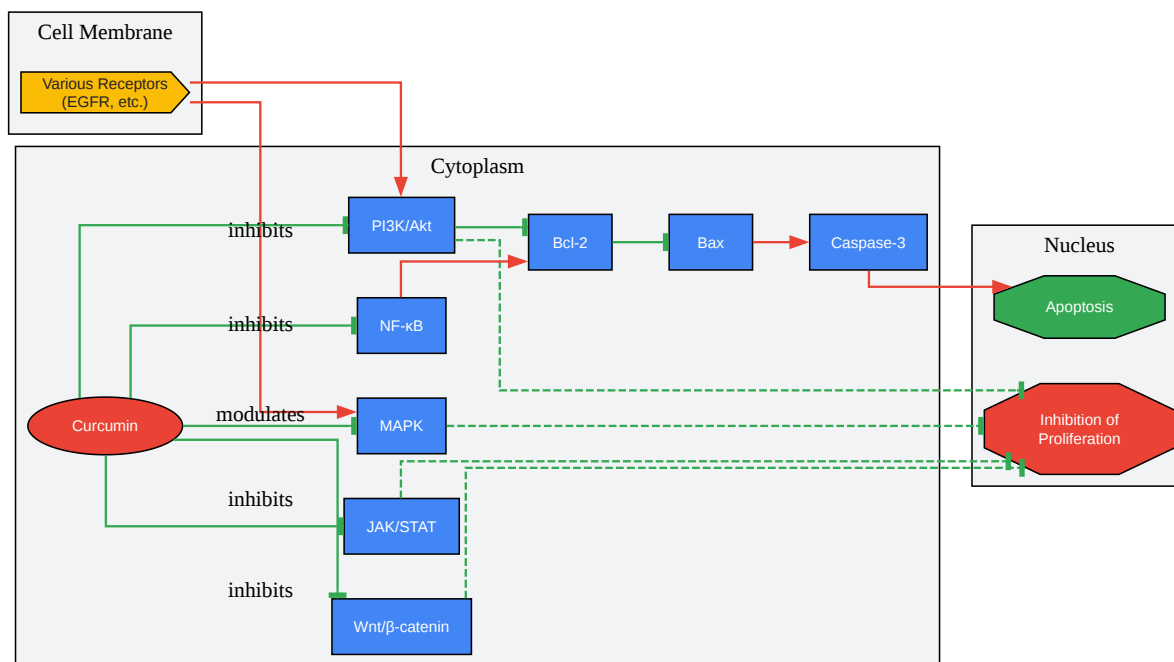 Cell Membrane
Various Receptors
(EGFR, etc.)
Cytoplasm
inhibits
PI3K/Akt
Bcl-2
Bax
Caspase-3
Nucleus
Apoptosis
inhibits
NF-κB
Curcumin
modulates
MAPK
Inhibition of
Proliferation
inhibits
JAK/STAT
inhibits
Wnt/β-catenin